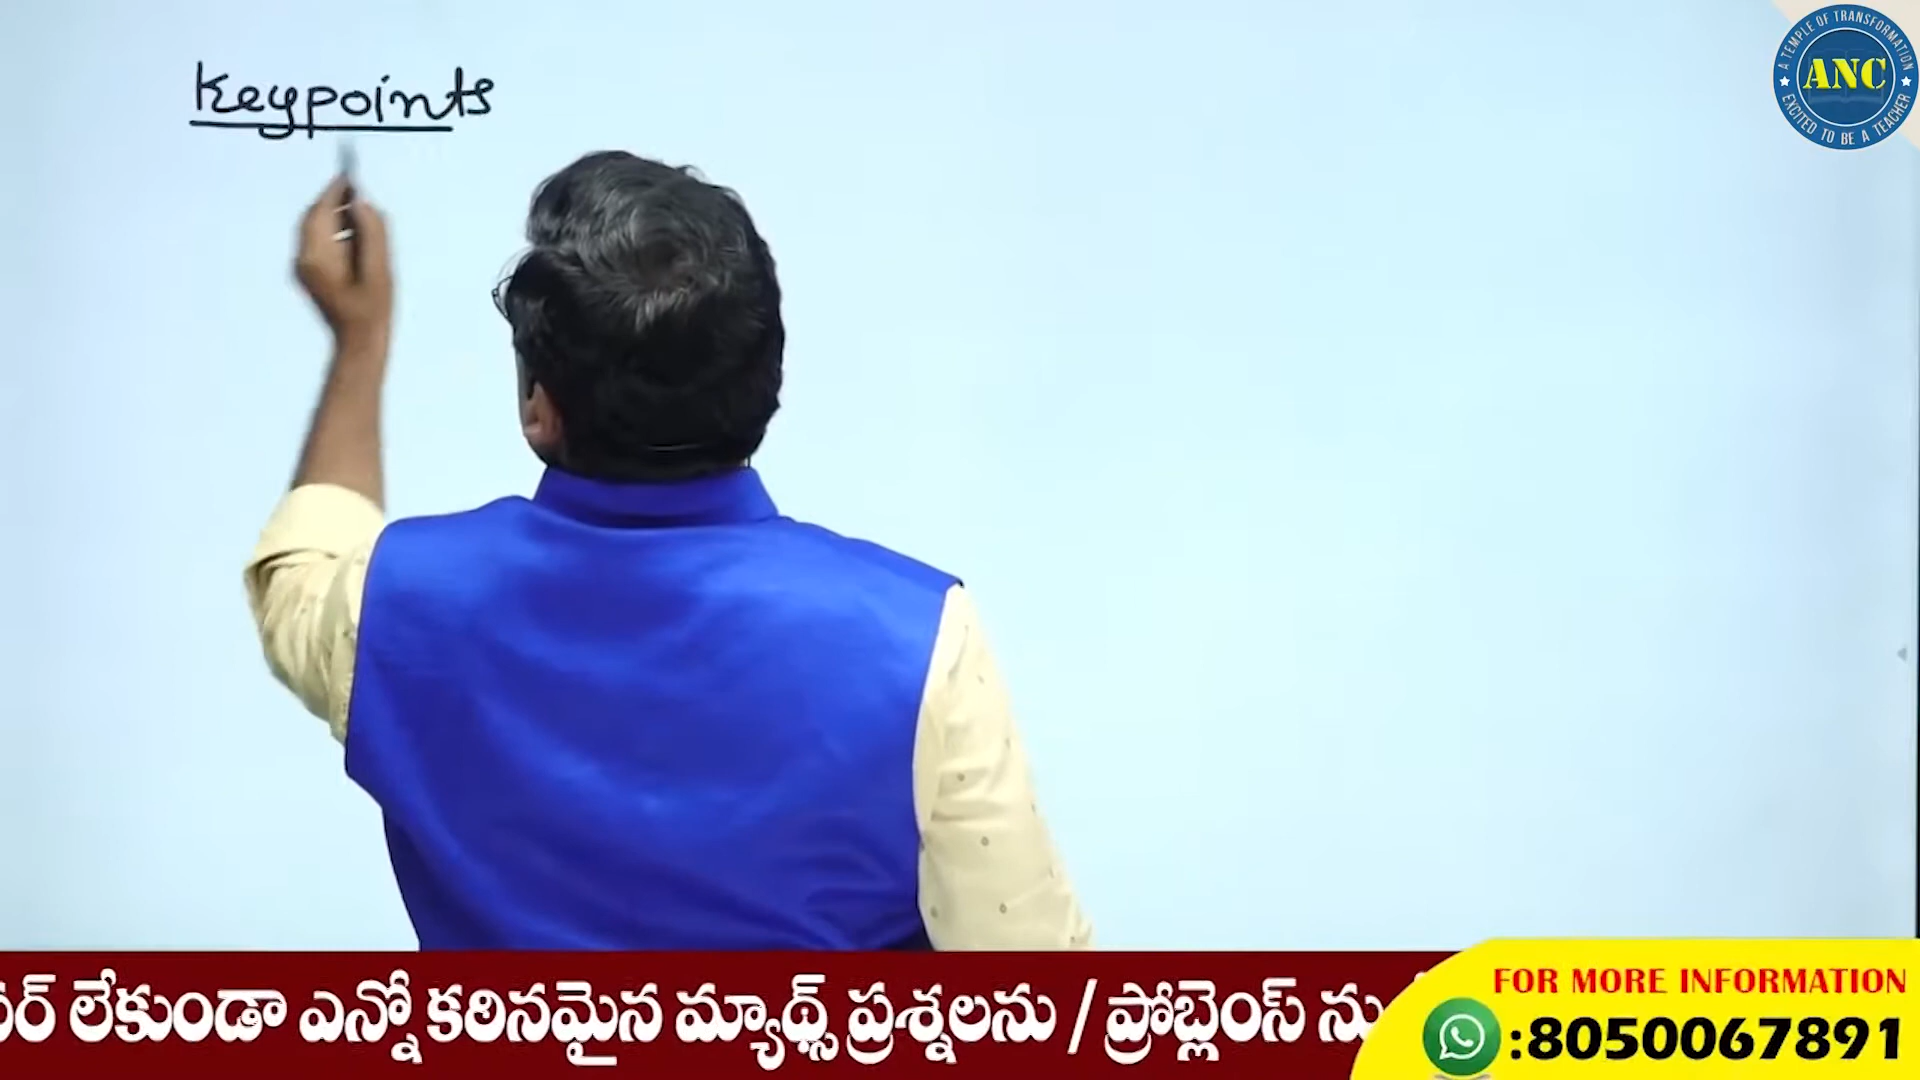 Keypoints
A TEMPLE OF TRANSFORMATION
ANC
EXCITED TO BE A TEACHER
లేకుండా ఎన్నో కఠినమైన మ్యాథ్స్ ప్రశ్నలను / ప్రోబ్లెంస్ ను
FOR MORE INFORMATION
:8050067891